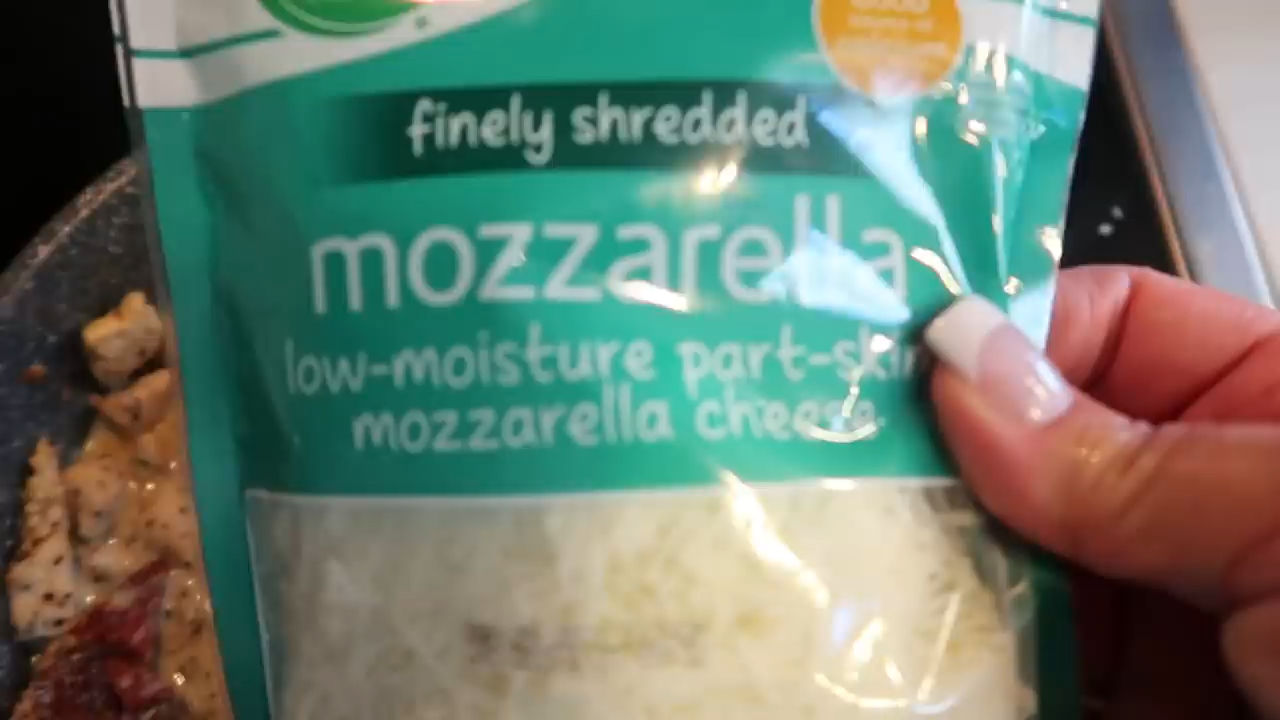 finely shredded
mozzarella
low-moisture part-skim
mozzarella cheese